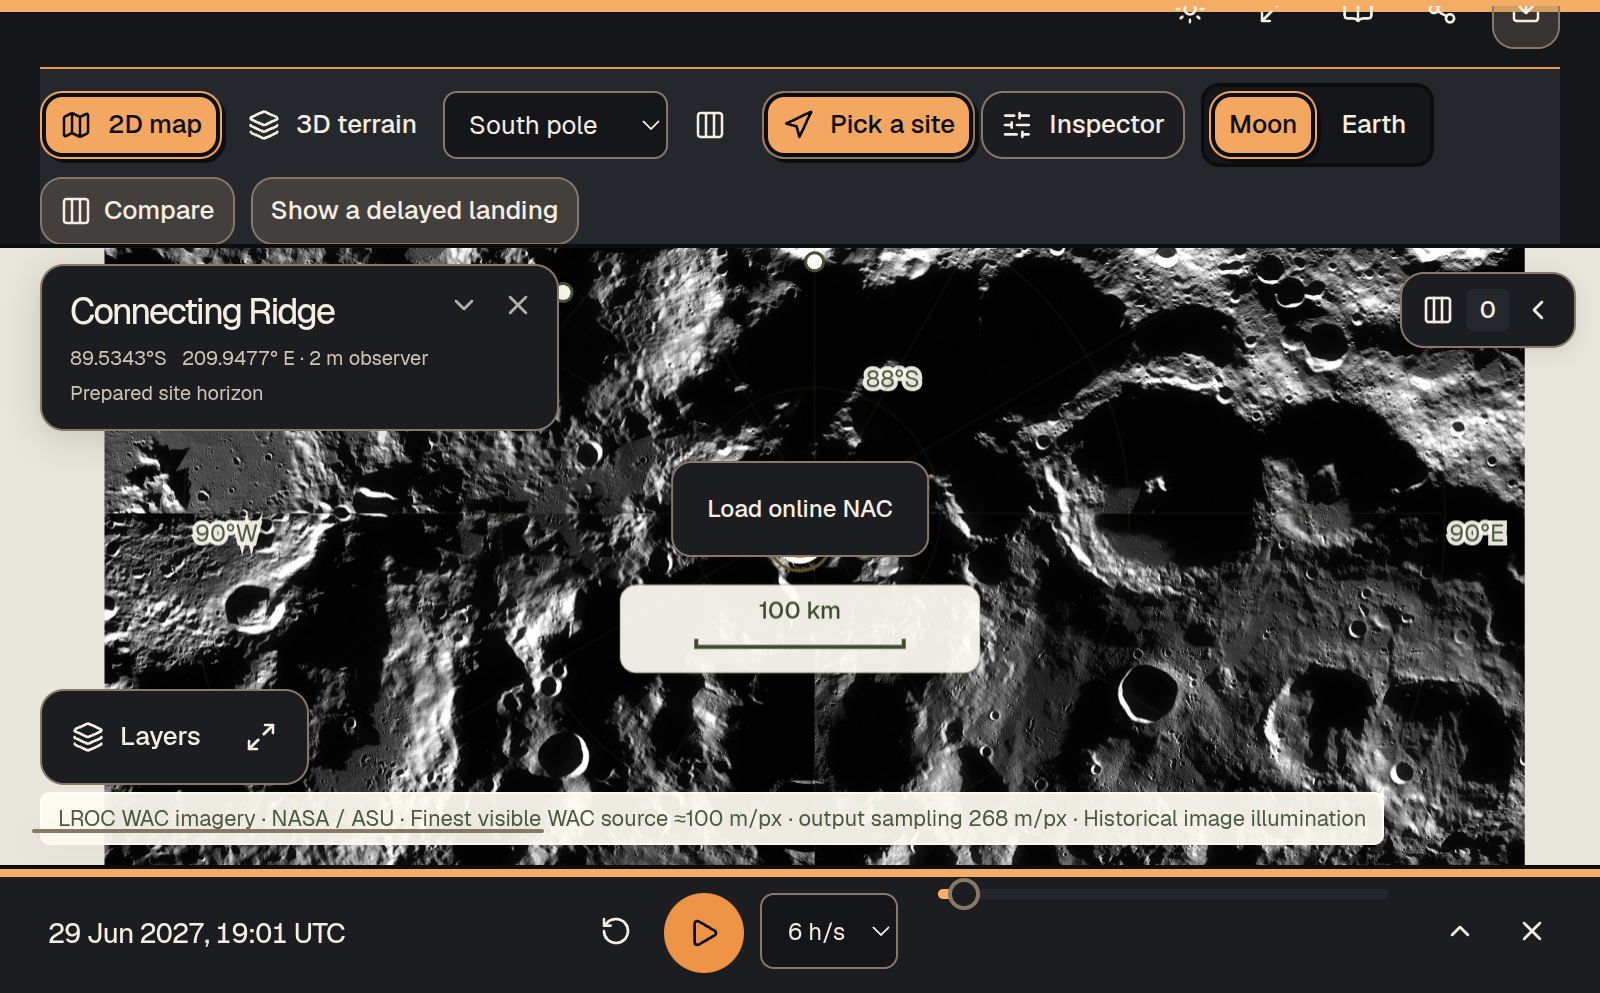 2D map
3D terrain
South pole
Pick a site
Inspector
Moon
Earth
Compare
Show a delayed landing
Connecting Ridge
89.5343°S 209.9477° E · 2 m observer
Prepared site horizon
0
88°S
Load online NAC
90°W
90°E
100 km
Layers
LROC WAC imagery · NASA / ASU · Finest visible WAC source ≈100 m/px · output sampling 268 m/px · Historical image illumination
29 Jun 2027, 19:01 UTC
6 h/s